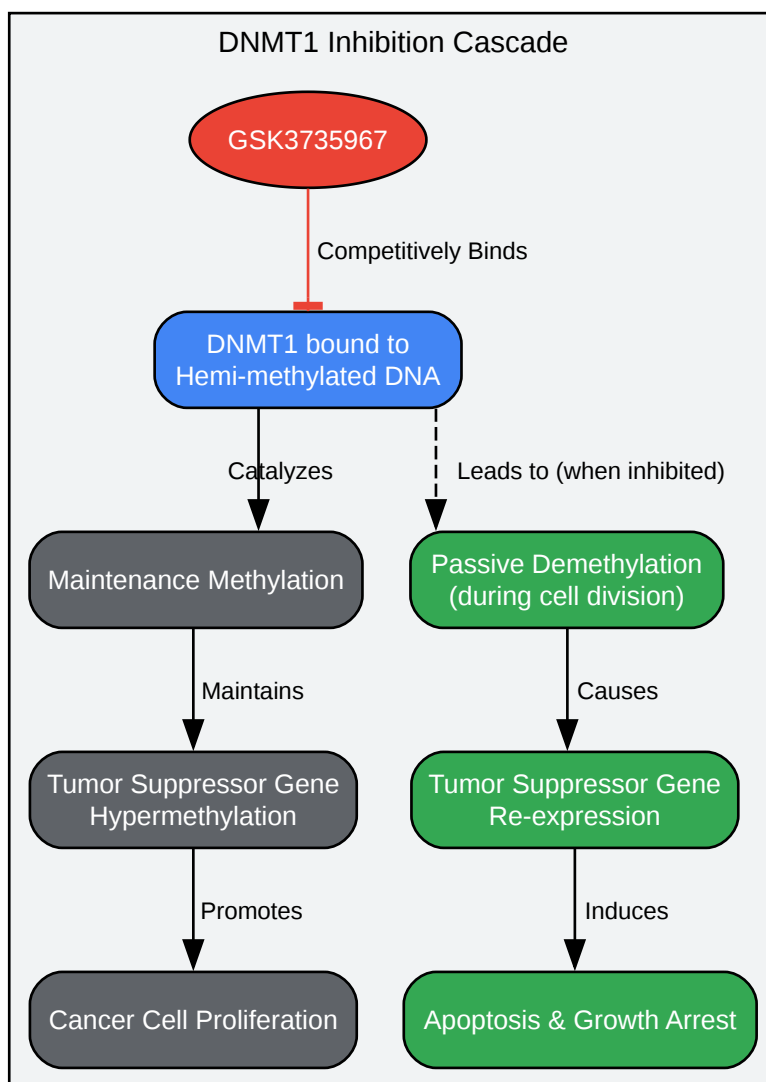 DNMT1 Inhibition Cascade
GSK3735967
Competitively Binds
DNMT1 bound to
Hemi-methylated DNA
Catalyzes
Leads to (when inhibited)
Maintenance Methylation
Passive Demethylation
(during cell division)
Maintains
Causes
Tumor Suppressor Gene
Hypermethylation
Tumor Suppressor Gene
Re-expression
Promotes
Induces
Cancer Cell Proliferation
Apoptosis & Growth Arrest